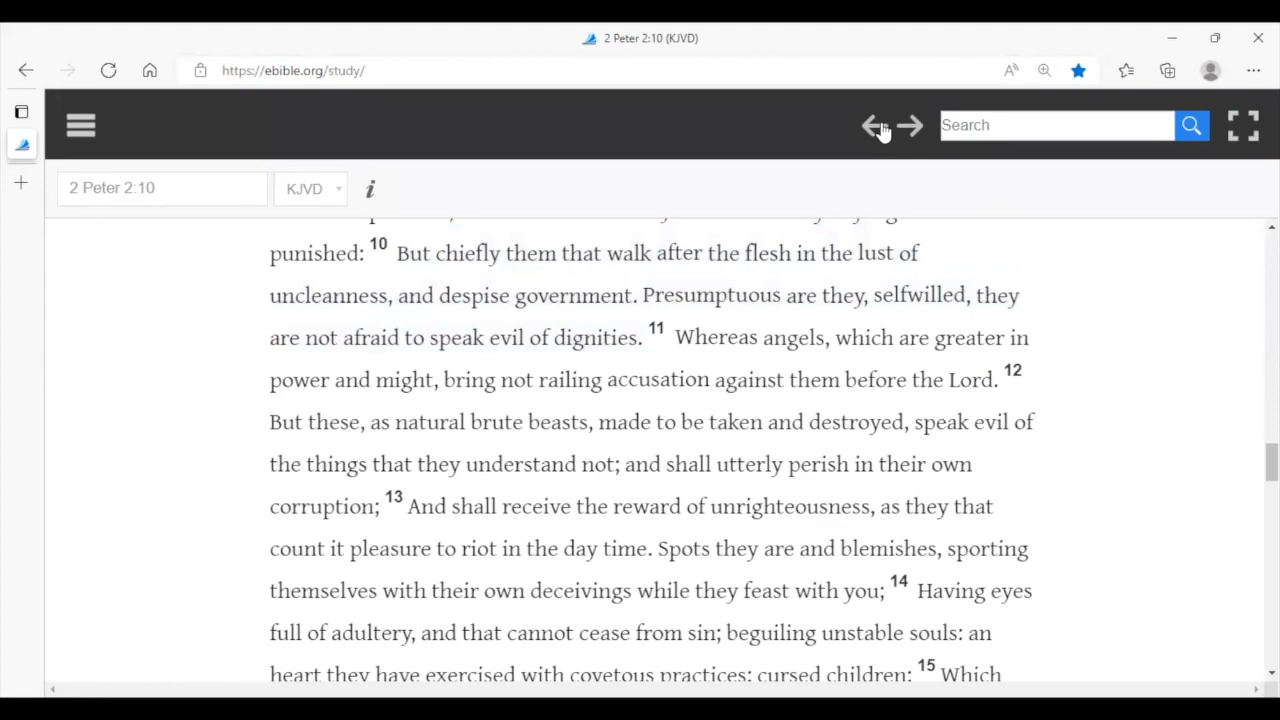 2 Peter 2:10 (KJVD)
https://ebible.org/study/
Search
2 Peter 2:10
KJVD
i
punished: 10 But chiefly them that walk after the flesh in the lust of
uncleanness, and despise government. Presumptuous are they, selfwilled, they
are not afraid to speak evil of dignities. 11 Whereas angels, which are greater in
power and might, bring not railing accusation against them before the Lord. 12
But these, as natural brute beasts, made to be taken and destroyed, speak evil of
the things that they understand not; and shall utterly perish in their own
corruption; 13 And shall receive the reward of unrighteousness, as they that
count it pleasure to riot in the day time. Spots they are and blemishes, sporting
themselves with their own deceivings while they feast with you; 14 Having eyes
full of adultery, and that cannot cease from sin; beguiling unstable souls: an
heart they have exercised with covetous practices; cursed children: 15 Which